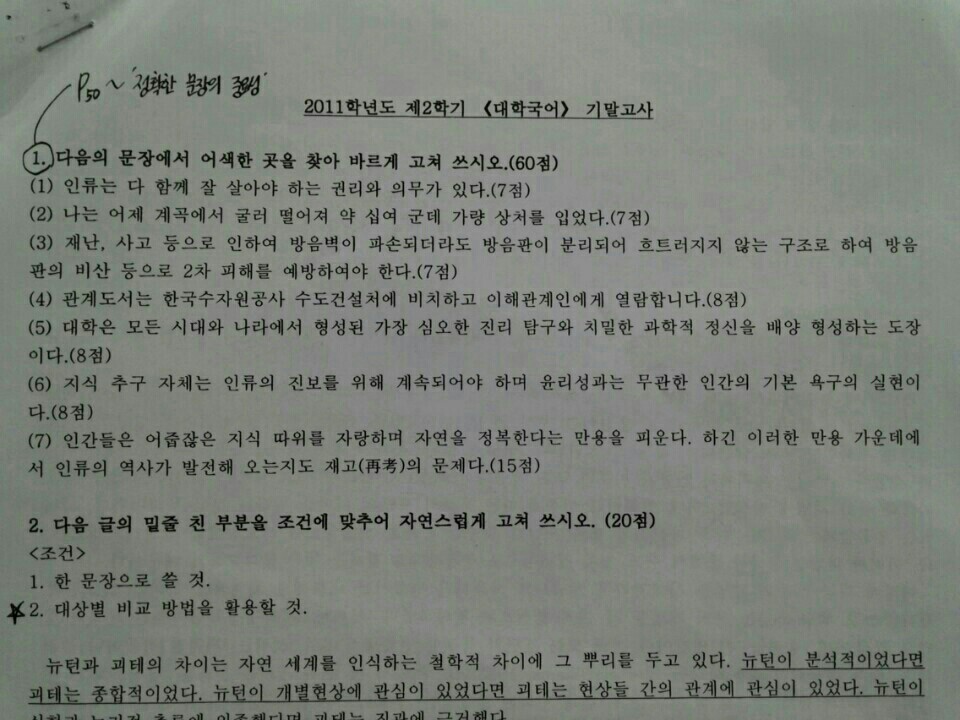 P50 ~ '정확한 문장의 중요성'
2011학년도 제2학기 《대학국어》 기말고사
1. 다음의 문장에서 어색한 곳을 찾아 바르게 고쳐 쓰시오.(60점)
(1) 인류는 다 함께 잘 살아야 하는 권리와 의무가 있다.(7점)
(2) 나는 어제 계곡에서 굴러 떨어져 약 십여 군데 가량 상처를 입었다.(7점)
(3) 재난, 사고 등으로 인하여 방음벽이 파손되더라도 방음판이 분리되어 흐트러지지 않는 구조로 하여 방음
판의 비산 등으로 2차 피해를 예방하여야 한다.(7점)
(4) 관계도서는 한국수자원공사 수도건설처에 비치하고 이해관계인에게 열람합니다.(8점)
(5) 대학은 모든 시대와 나라에서 형성된 가장 심오한 진리 탐구와 치밀한 과학적 정신을 배양 형성하는 도장
이다.(8점)
(6) 지식 추구 자체는 인류의 진보를 위해 계속되어야 하며 윤리성과는 무관한 인간의 기본 욕구의 실현이
다.(8점)
(7) 인간들은 어줍잖은 지식 따위를 자랑하며 자연을 정복한다는 만용을 피운다. 하긴 이러한 만용 가운데에
서 인류의 역사가 발전해 오는지도 재고(再考)의 문제다.(15점)
2. 다음 글의 밑줄 친 부분을 조건에 맞추어 자연스럽게 고쳐 쓰시오. (20점)
<조건>
1. 한 문장으로 쓸 것.
2. 대상별 비교 방법을 활용할 것.
뉴턴과 괴테의 차이는 자연 세계를 인식하는 철학적 차이에 그 뿌리를 두고 있다. 뉴턴이 분석적이었다면
괴테는 종합적이었다. 뉴턴이 개별현상에 관심이 있었다면 괴테는 현상들 간의 관계에 관심이 있었다. 뉴턴이